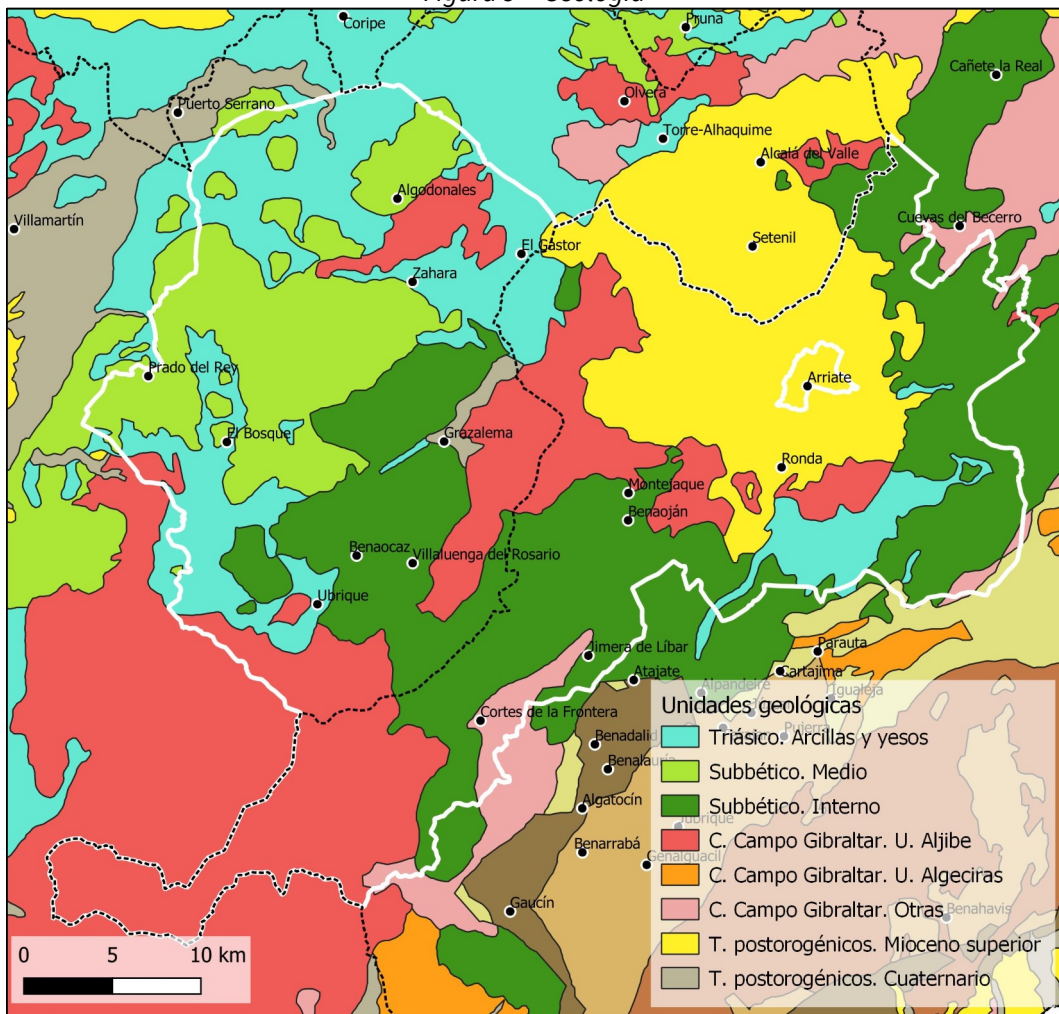 Figura 3 - Geología
Coripe
Pruna
Cañete la Real
Puerto Serrano
Olvera
Torre-Alhaquime
Alcalá del Valle
Algodonales
Villamartín
Cuevas del Becerro
El Gastor
Setenil
Zahara
Prado del Rey
Arriate
El Bosque
Grazalema
Ronda
Montejaque
Benaoján
Benaocaz
Villaluenga del Rosario
Ubrique
Jimera de Líbar
Parauta
Atajate
Cartajima
Alpandeire
Igualeja
Cortes de la Frontera
Pujerra
Benadalid
Benalauría
Algatocín
Jubrique
Benarrabá
Genalguacil
Gaucín
Benahavis
Unidades geológicas
Triásico. Arcillas y yesos
Subbético. Medio
Subbético. Interno
C. Campo Gibraltar. U. Aljibe
C. Campo Gibraltar. U. Algeciras
C. Campo Gibraltar. Otras
T. postorogénicos. Mioceno superior
T. postorogénicos. Cuaternario
0 5 10 km